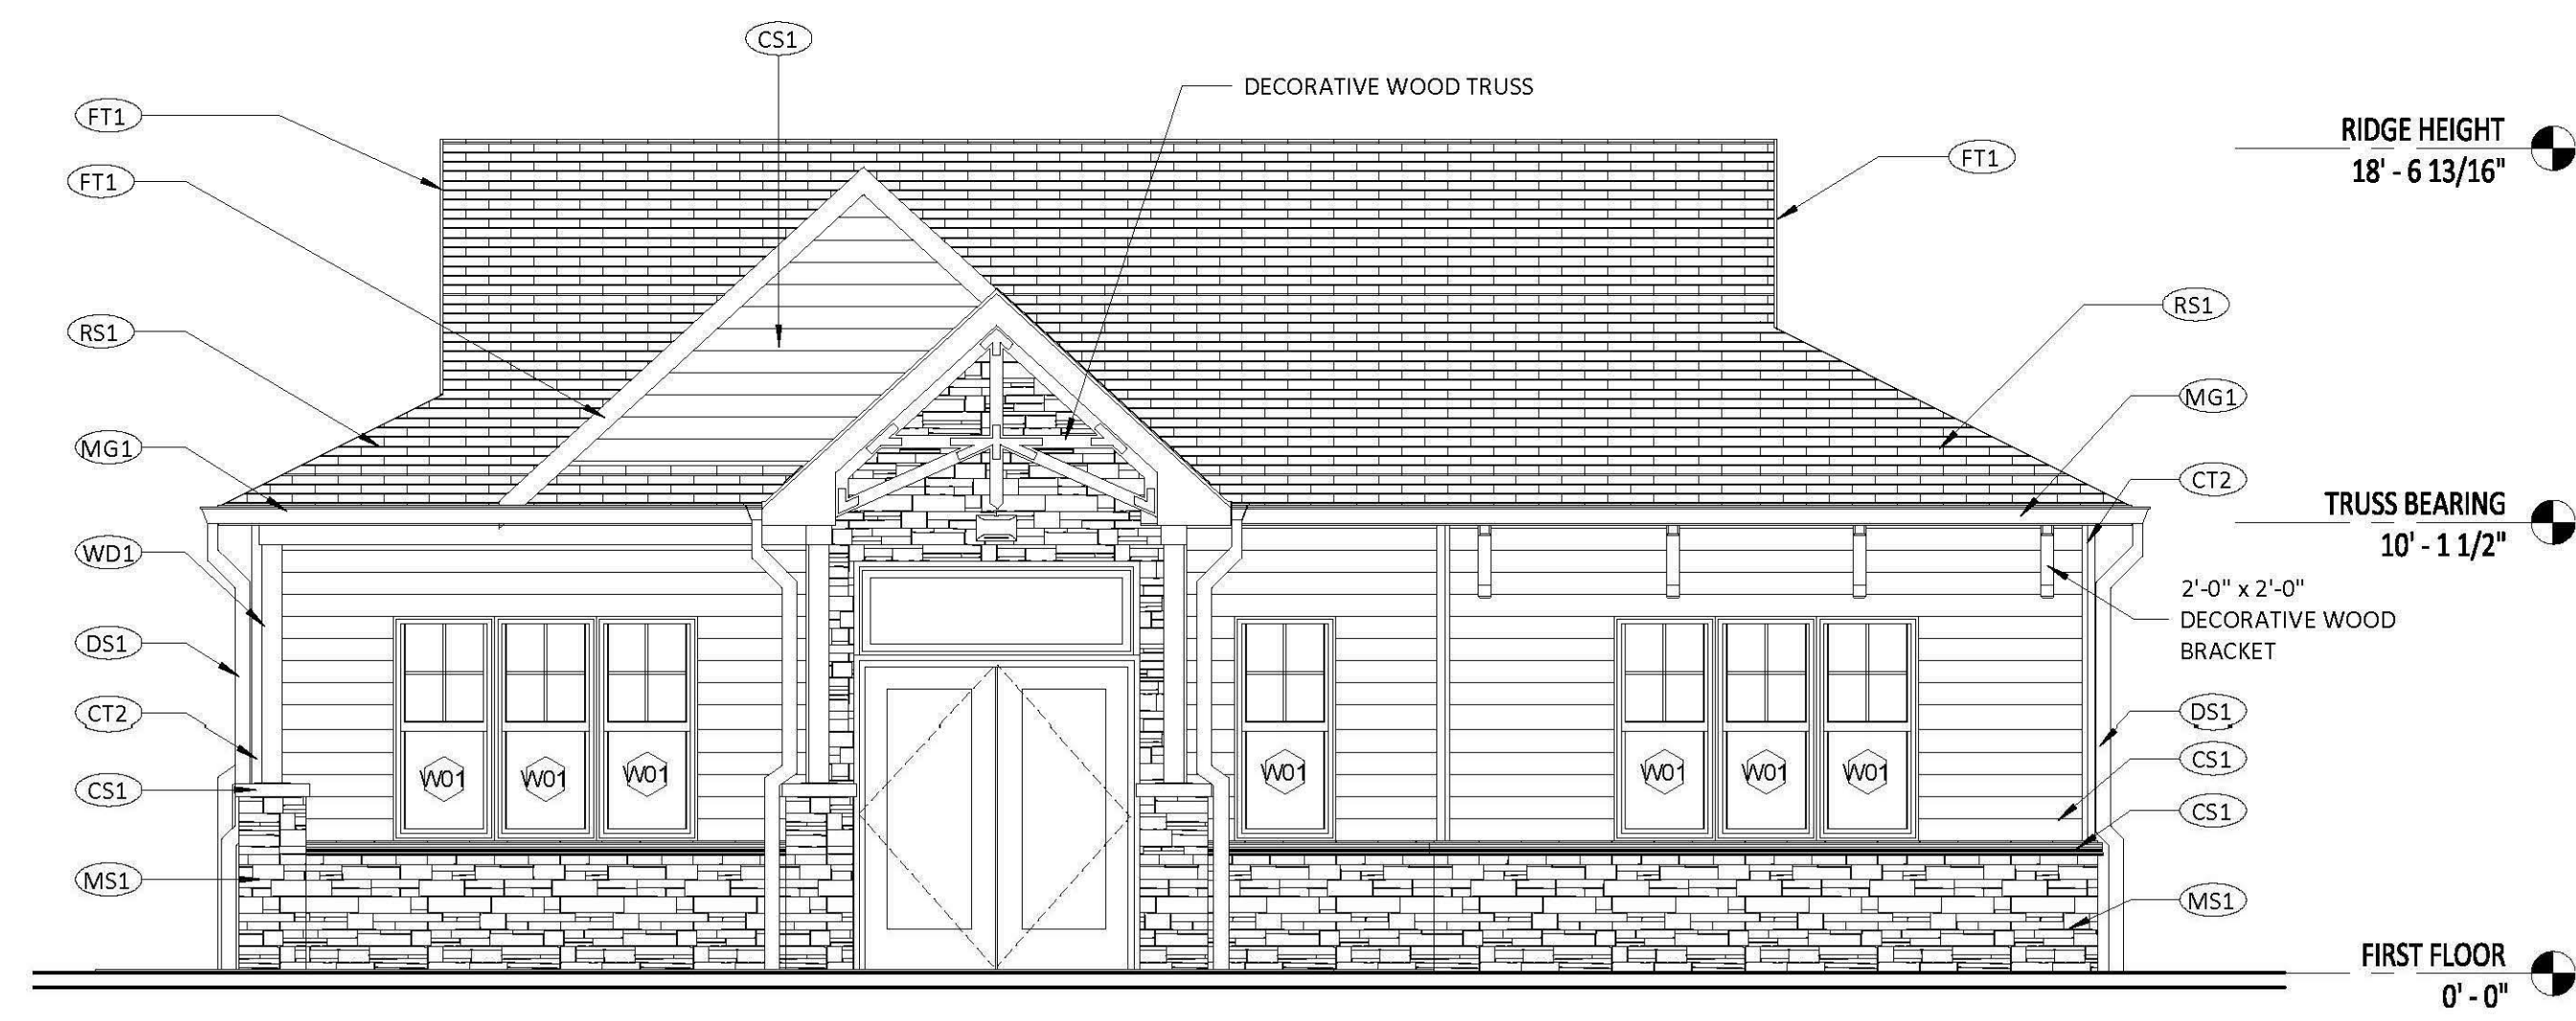 CS1
DECORATIVE WOOD TRUSS
FT1
FT1
RS1
MG1
WD1
DS1
CT2
CS1
MS1
W01
W01
W01
W01
W01
W01
W01
FT1
RS1
MG1
CT2
2'-0" x 2'-0"
DECORATIVE WOOD
BRACKET
DS1
CS1
CS1
MS1
RIDGE HEIGHT
18' - 6 13/16"
TRUSS BEARING
10' - 1 1/2"
FIRST FLOOR
0' - 0"